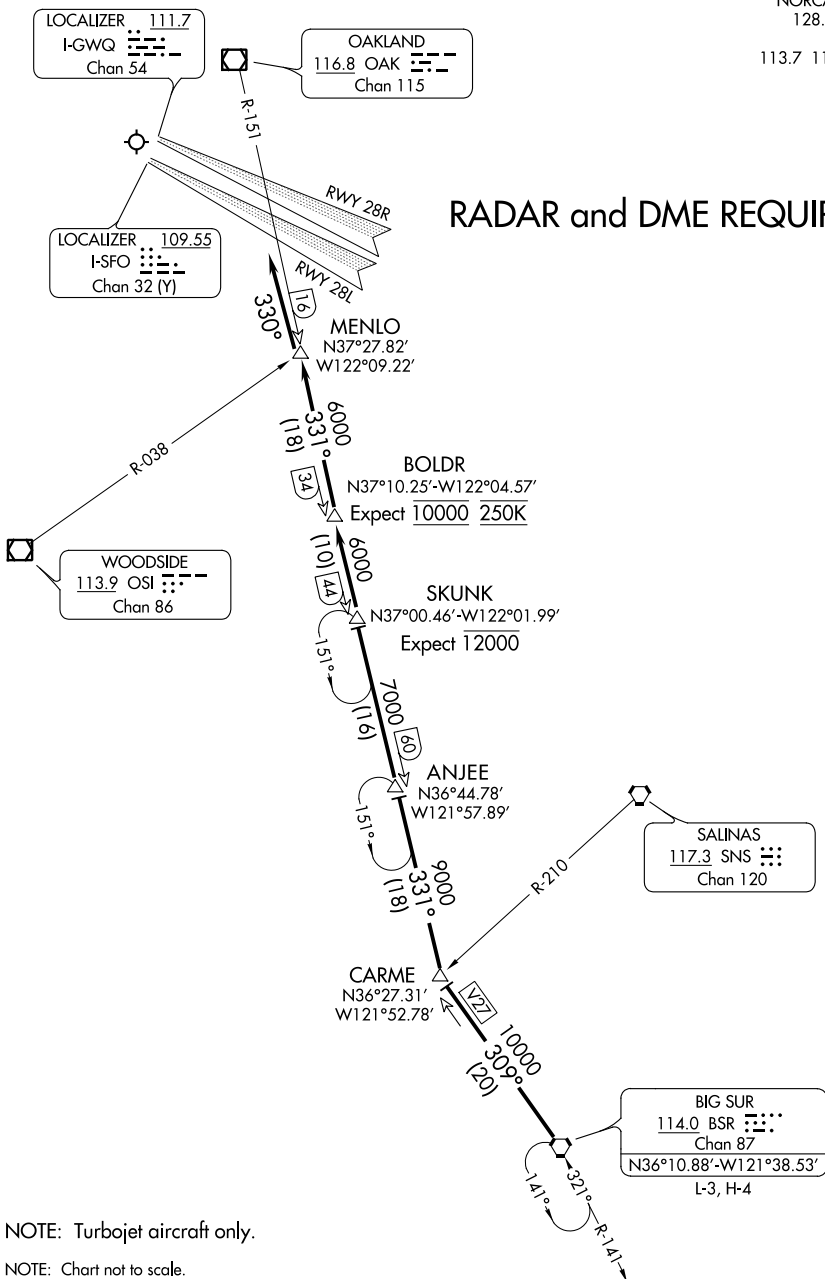 NORCA
128.
113.7 11
LOCALIZER 111.7
I-GWQ
Chan 54
OAKLAND
116.8 OAK
Chan 115
R-151
RWY 28R
RADAR and DME REQUIR
LOCALIZER 109.55
I-SFO
Chan 32 (Y)
RWY 28L
330°
16
MENLO
N37°27.82'
W122°09.22'
6000
331°
(18)
R-038
34
BOLDR
N37°10.25'-W122°04.57'
Expect 10000 250K
WOODSIDE
113.9 OSI
Chan 86
6000
(10)
44
SKUNK
N37°00.46'-W122°01.99'
Expect 12000
151°
7000
(16)
60
ANJEE
N36°44.78'
W121°57.89'
151°
9000
331°
(18)
SALINAS
117.3 SNS
Chan 120
R-210
CARME
N36°27.31'
W121°52.78'
V27
10000
309°
(20)
BIG SUR
114.0 BSR
Chan 87
N36°10.88'-W121°38.53'
L-3, H-4
141°
321°
R-141
NOTE: Turbojet aircraft only.
NOTE: Chart not to scale.